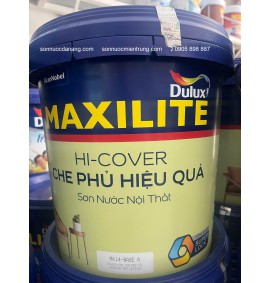 sonnuocdanang.com | sonnuocmientrung.com
0905 898 667
AkzoNobel
Dulux
MAXILITE
HI-COVER
CHE PHỦ HIỆU QUẢ
Sơn Nước Nội Thất